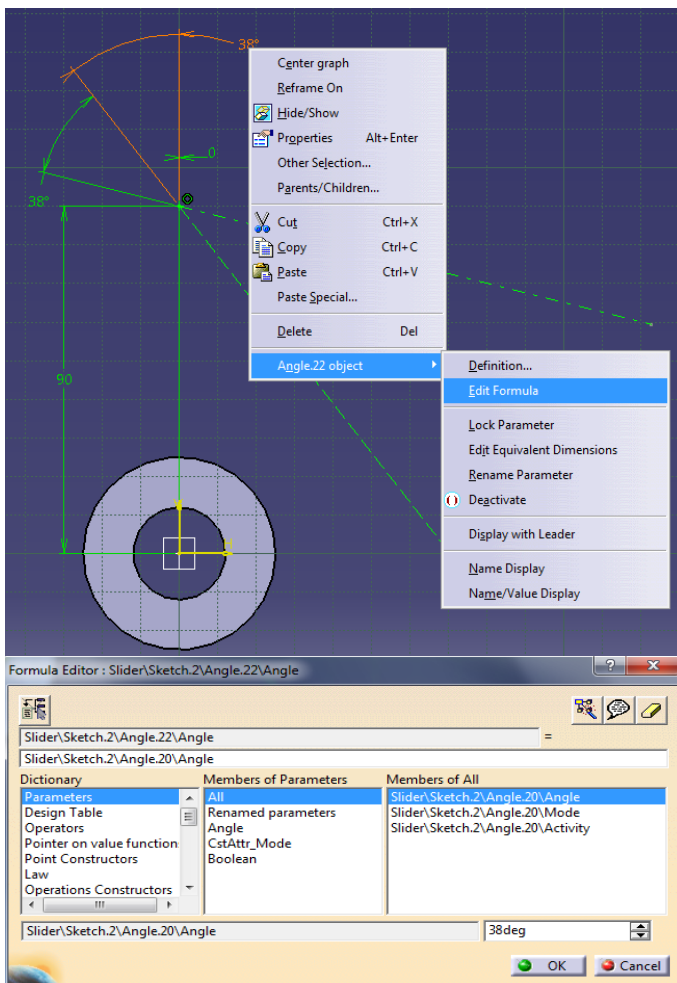 38°
Center graph
Reframe On
Hide/Show
Properties Alt+Enter
Other Selection...
Parents/Children...
Cut Ctrl+X
Copy Ctrl+C
Paste Ctrl+V
Paste Special...
Delete Del
Angle.22 object
Definition...
Edit Formula
Lock Parameter
Edit Equivalent Dimensions
Rename Parameter
Deactivate
Display with Leader
Name Display
Name/Value Display
0
38°
90
V
H
Formula Editor : Slider\Sketch.2\Angle.22\Angle
Slider\Sketch.2\Angle.22\Angle =
Slider\Sketch.2\Angle.20\Angle
Dictionary Members of Parameters Members of All
Parameters All Slider\Sketch.2\Angle.20\Angle
Design Table Renamed parameters Slider\Sketch.2\Angle.20\Mode
Operators Angle Slider\Sketch.2\Angle.20\Activity
Pointer on value function CstAttr_Mode
Point Constructors Boolean
Law
Operations Constructors
Slider\Sketch.2\Angle.20\Angle 38deg
OK Cancel